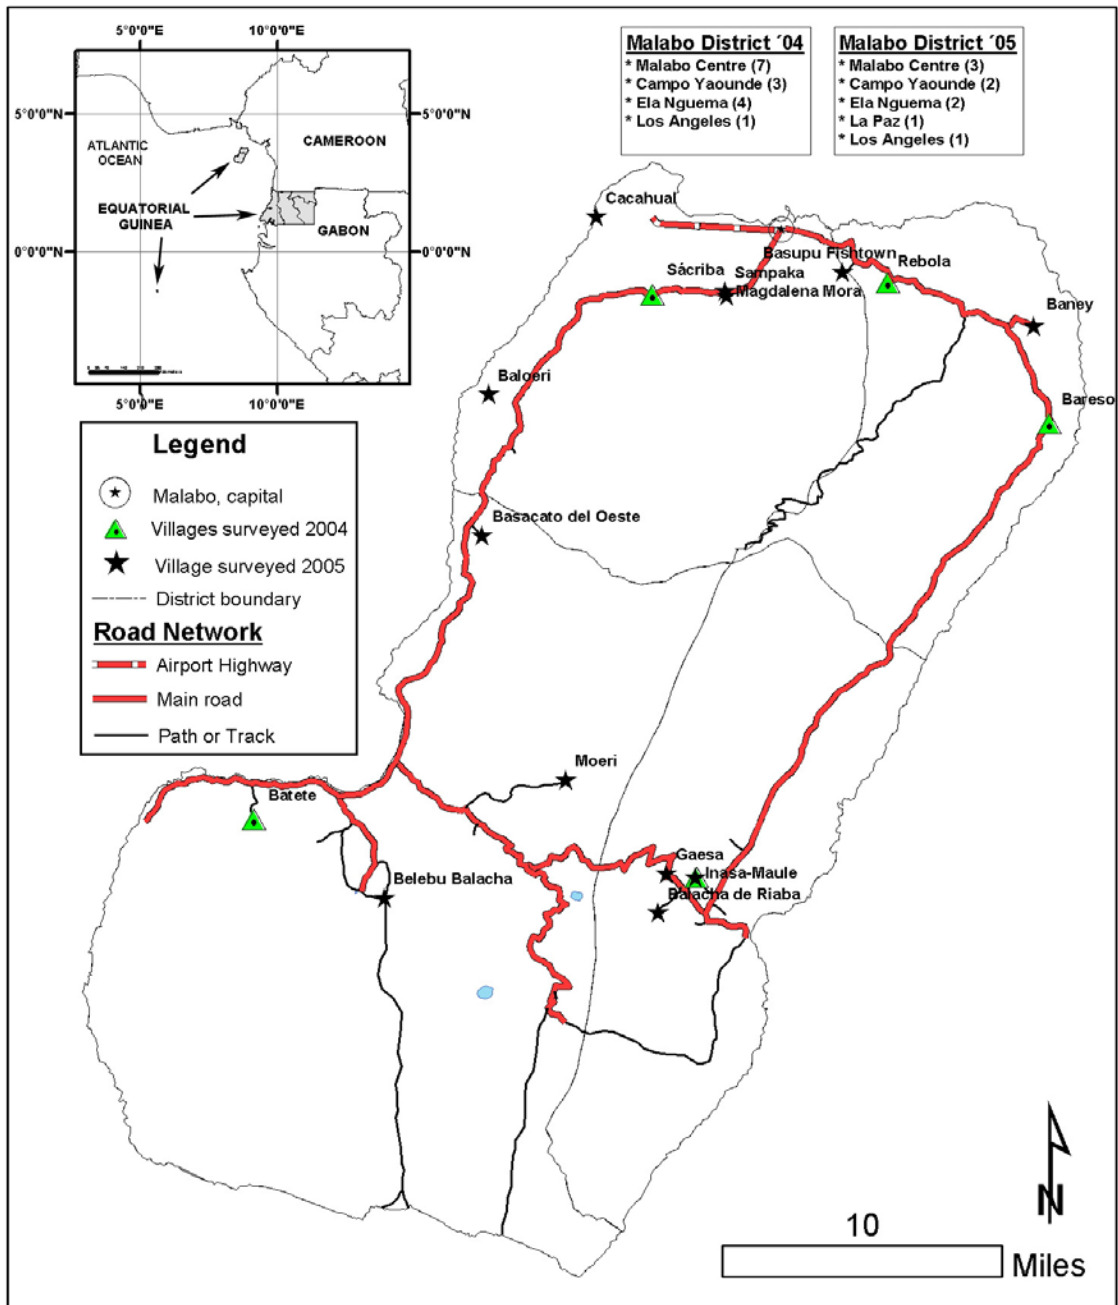 5°0'0"E
10°0'0"E
5°0'0"N
5°0'0"N
ATLANTIC
OCEAN
CAMEROON
EQUATORIAL
GUINEA
GABON
0°0'0"N
0°0'0"N
5°0'0"E
10°0'0"E
Malabo District ´04
* Malabo Centre (7)
* Campo Yaounde (3)
* Ela Nguema (4)
* Los Angeles (1)
Malabo District ´05
* Malabo Centre (3)
* Campo Yaounde (2)
* Ela Nguema (2)
* La Paz (1)
* Los Angeles (1)
Cacahual
Basupu Fishtown
Rebola
Sácriba
Sampaka
Magdalena Mora
Baney
Baloeri
Bareso
Legend
Malabo, capital
Villages surveyed 2004
Village surveyed 2005
District boundary
Road Network
Airport Highway
Main road
Path or Track
Basacato del Oeste
Moeri
Batete
Gaesa
Inasa-Maule
Belebu Balacha
Balacha de Riaba
N
10
Miles